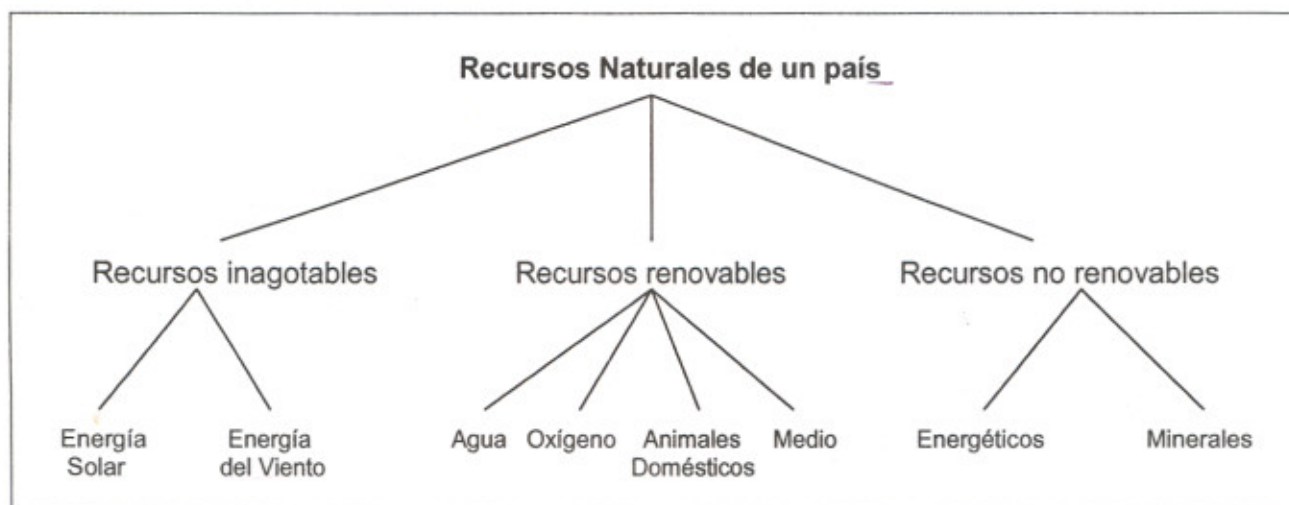 Recursos Naturales de un país
Recursos inagotables
Recursos renovables
Recursos no renovables
Energía
Solar
Energía
del Viento
Agua
Oxígeno
Animales
Domésticos
Medio
Energéticos
Minerales